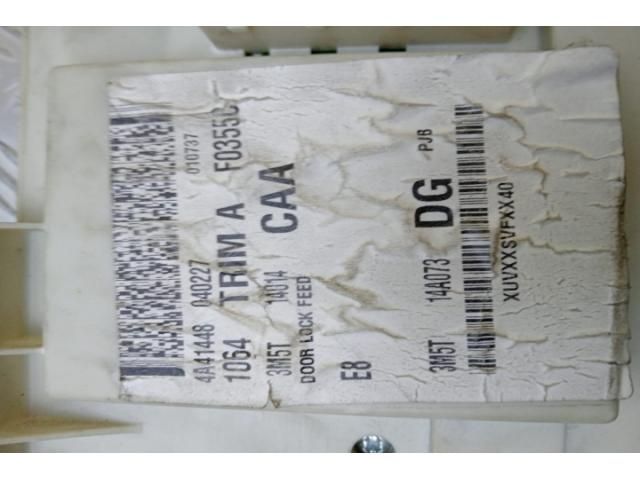 4A41448 040227 010737
1064 TRIM A F0355C
3M5T 14014 CAA
DOOR LOCK FEED
E8
3M5T 14A073 DG PJB
XUVXXSVFXX40